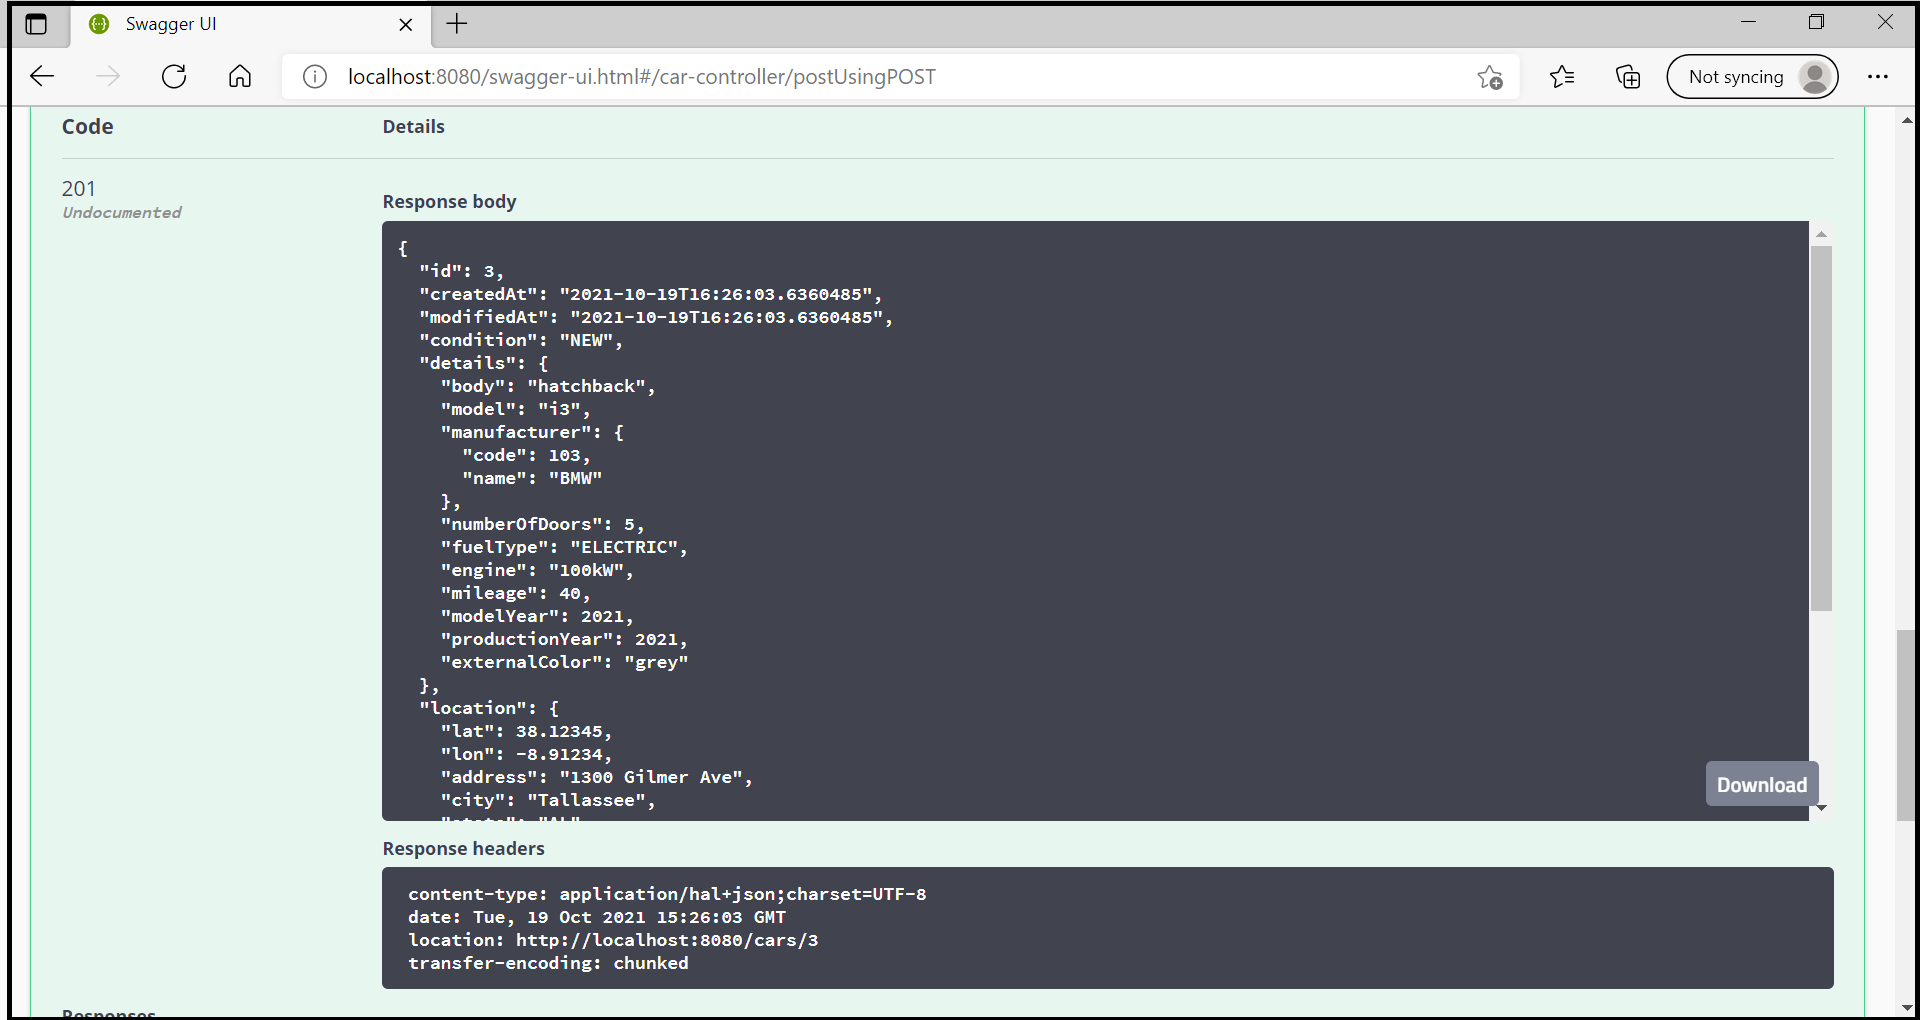 Swagger UI
localhost:8080/swagger-ui.html#/car-controller/postUsingPOST
Not syncing
Code Details
201
Undocumented
Response body
{
  "id": 3,
  "createdAt": "2021-10-19T16:26:03.6360485",
  "modifiedAt": "2021-10-19T16:26:03.6360485",
  "condition": "NEW",
  "details": {
    "body": "hatchback",
    "model": "i3",
    "manufacturer": {
      "code": 103,
      "name": "BMW"
    },
    "numberOfDoors": 5,
    "fuelType": "ELECTRIC",
    "engine": "100kW",
    "mileage": 40,
    "modelYear": 2021,
    "productionYear": 2021,
    "externalColor": "grey"
  },
  "location": {
    "lat": 38.12345,
    "lon": -8.91234,
    "address": "1300 Gilmer Ave",
    "city": "Tallassee",
Download
Response headers
content-type: application/hal+json;charset=UTF-8
date: Tue, 19 Oct 2021 15:26:03 GMT
location: http://localhost:8080/cars/3
transfer-encoding: chunked
Responses